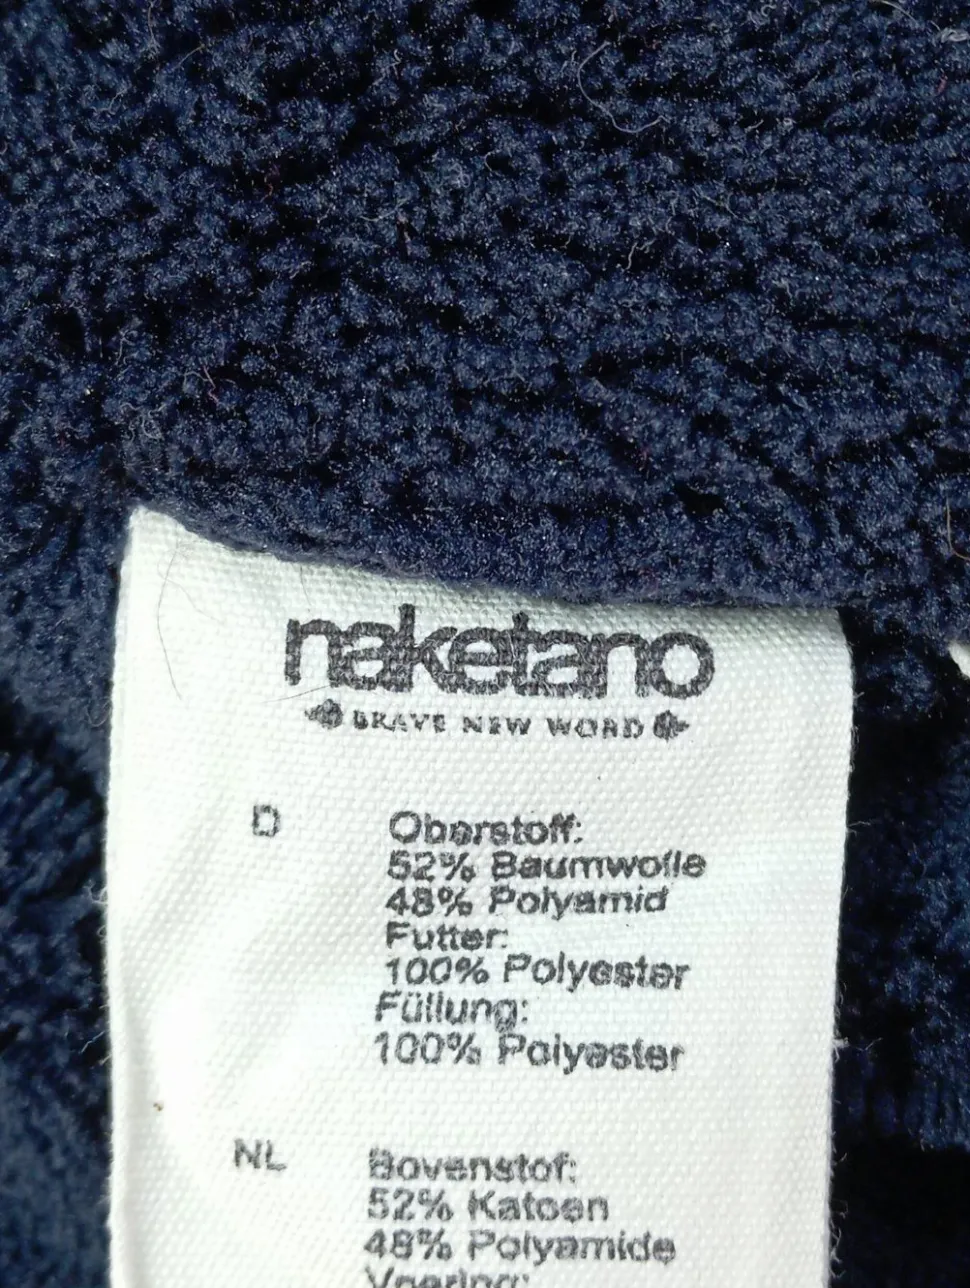 naketano
BRAVE NEW WORD
D
Oberstoff:
52% Baumwolle
48% Polyamid
Futter:
100% Polyester
Füllung:
100% Polyester
NL
Bovenstof:
52% Katoen
48% Polyamide
Voering: